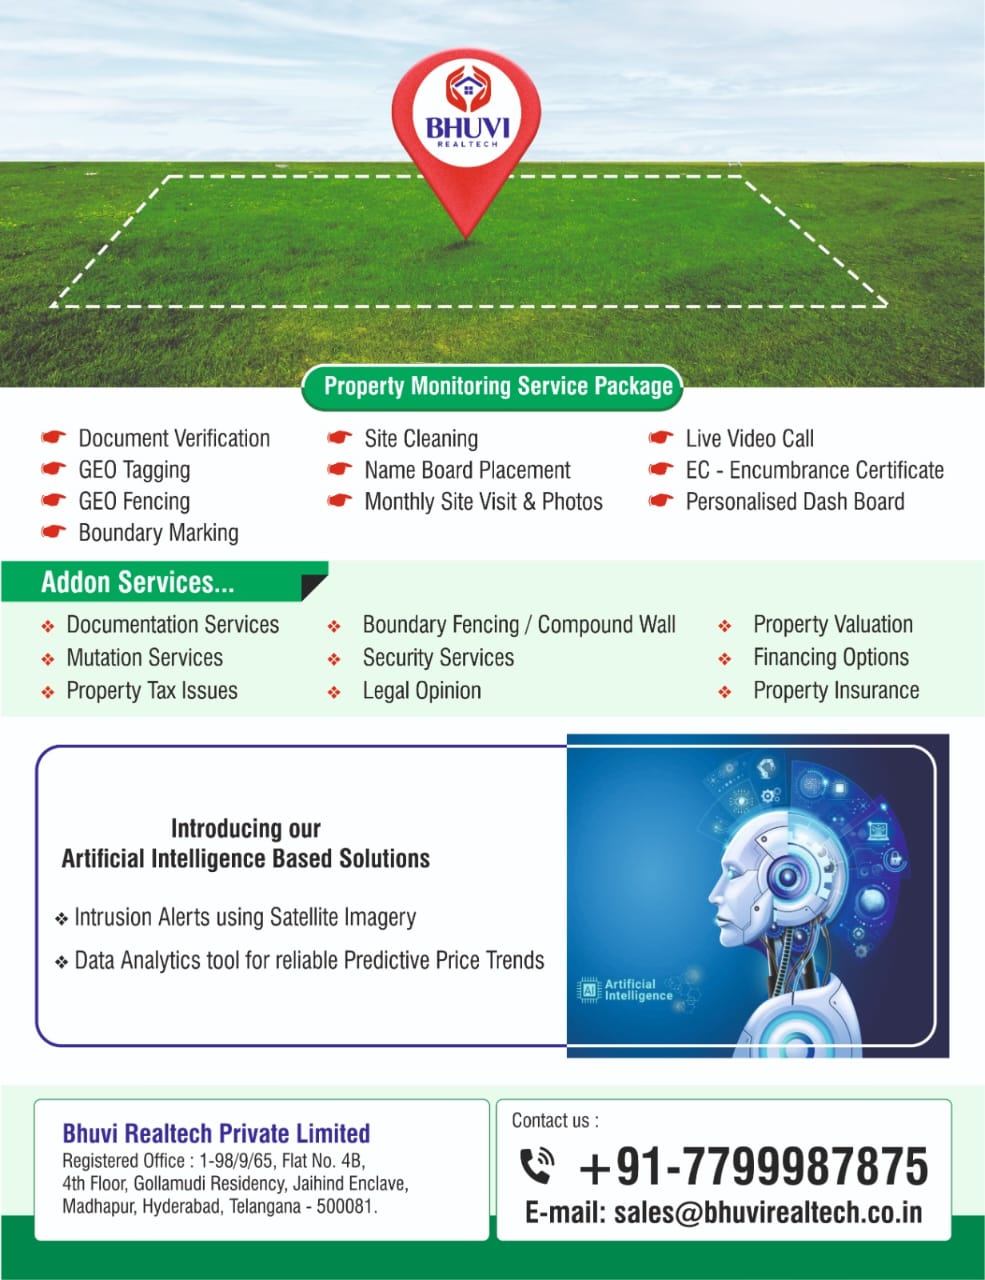 BHUVI
REALTECH
Property Monitoring Service Package
Document Verification
GEO Tagging
GEO Fencing
Boundary Marking
Site Cleaning
Name Board Placement
Monthly Site Visit & Photos
Live Video Call
EC - Encumbrance Certificate
Personalised Dash Board
Addon Services...
Documentation Services
Mutation Services
Property Tax Issues
Boundary Fencing / Compound Wall
Security Services
Legal Opinion
Property Valuation
Financing Options
Property Insurance
Introducing our
Artificial Intelligence Based Solutions
Intrusion Alerts using Satellite Imagery
Data Analytics tool for reliable Predictive Price Trends
AI Artificial
Intelligence
Bhuvi Realtech Private Limited
Registered Office : 1-98/9/65, Flat No. 4B,
4th Floor, Gollamudi Residency, Jaihind Enclave,
Madhapur, Hyderabad, Telangana - 500081.
Contact us :
+91-7799987875
E-mail: sales@bhuvirealtech.co.in